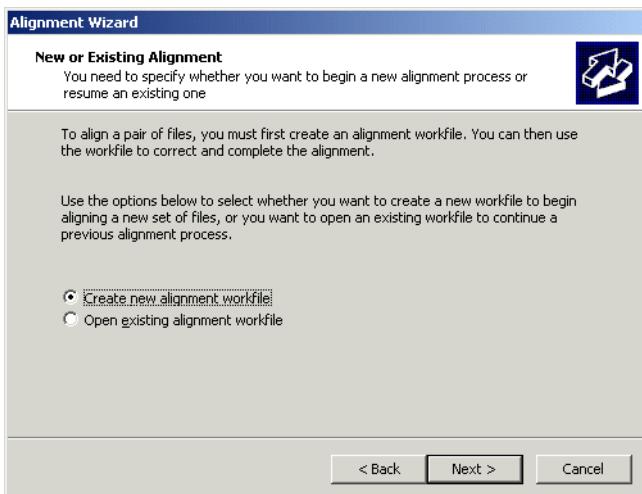 Alignment Wizard
New or Existing Alignment
You need to specify whether you want to begin a new alignment process or
resume an existing one
To align a pair of files, you must first create an alignment workfile. You can then use
the workfile to correct and complete the alignment.
Use the options below to select whether you want to create a new workfile to begin
aligning a new set of files, or you want to open an existing workfile to continue a
previous alignment process.
Create new alignment workfile
Open existing alignment workfile
< Back
Next >
Cancel